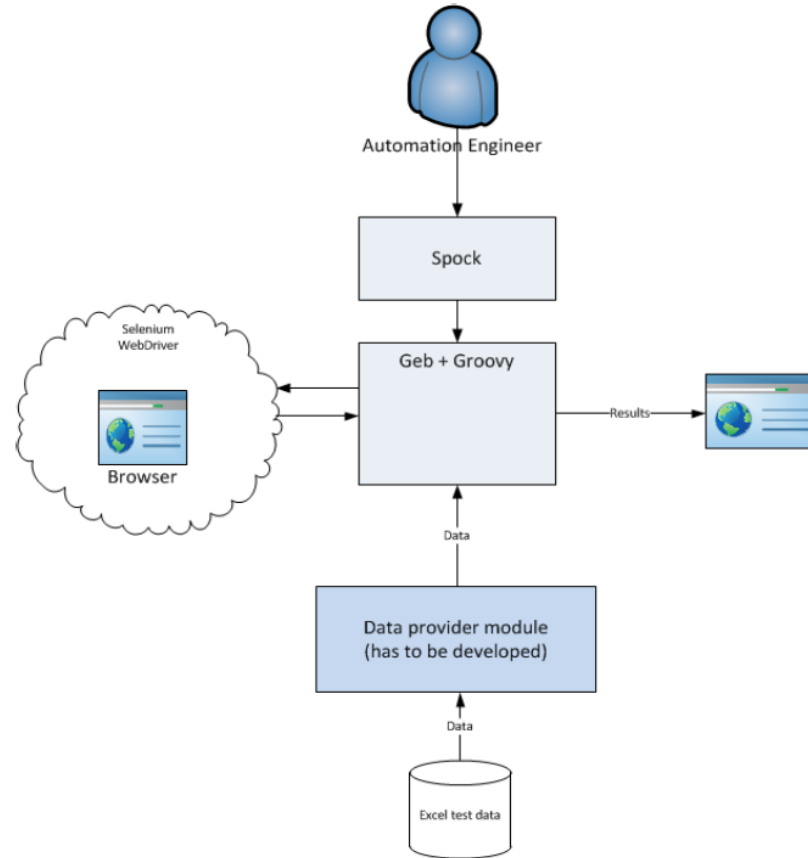 Automation Engineer
Spock
Selenium
WebDriver
Geb + Groovy
Results
Browser
Data
Data provider module
(has to be developed)
Data
Excel test data